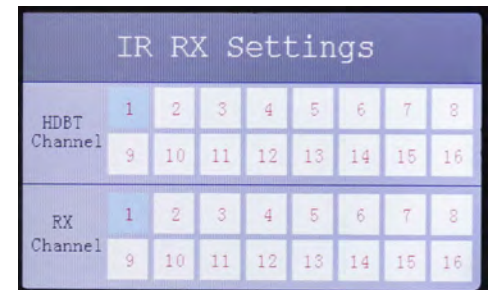 IR RX Settings
HDBT
Channel
1 2 3 4 5 6 7 8
9 10 11 12 13 14 15 16
RX
Channel
1 2 3 4 5 6 7 8
9 10 11 12 13 14 15 16